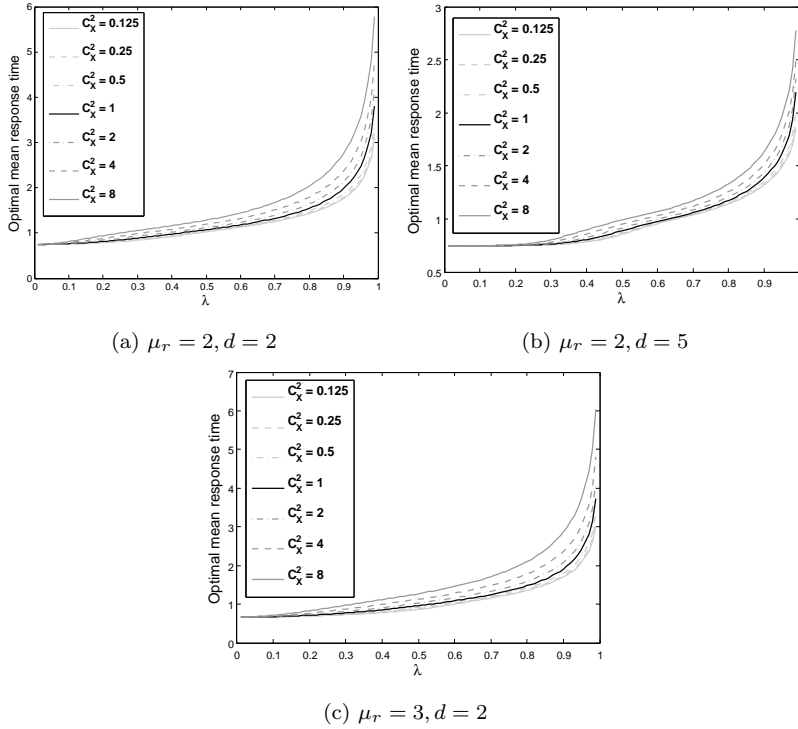 6
5
4
3
2
1
0
Optimal mean response time
C_X^2 = 0.125
C_X^2 = 0.25
C_X^2 = 0.5
C_X^2 = 1
C_X^2 = 2
C_X^2 = 4
C_X^2 = 8
0 0.1 0.2 0.3 0.4 0.5 0.6 0.7 0.8 0.9 1
λ
(a) μ_r = 2, d = 2
3
2.5
2
1.5
1
0.5
Optimal mean response time
C_X^2 = 0.125
C_X^2 = 0.25
C_X^2 = 0.5
C_X^2 = 1
C_X^2 = 2
C_X^2 = 4
C_X^2 = 8
0 0.1 0.2 0.3 0.4 0.5 0.6 0.7 0.8 0.9
λ
(b) μ_r = 2, d = 5
7
6
5
4
3
2
1
0
Optimal mean response time
C_X^2 = 0.125
C_X^2 = 0.25
C_X^2 = 0.5
C_X^2 = 1
C_X^2 = 2
C_X^2 = 4
C_X^2 = 8
0 0.1 0.2 0.3 0.4 0.5 0.6 0.7 0.8 0.9 1
λ
(c) μ_r = 3, d = 2